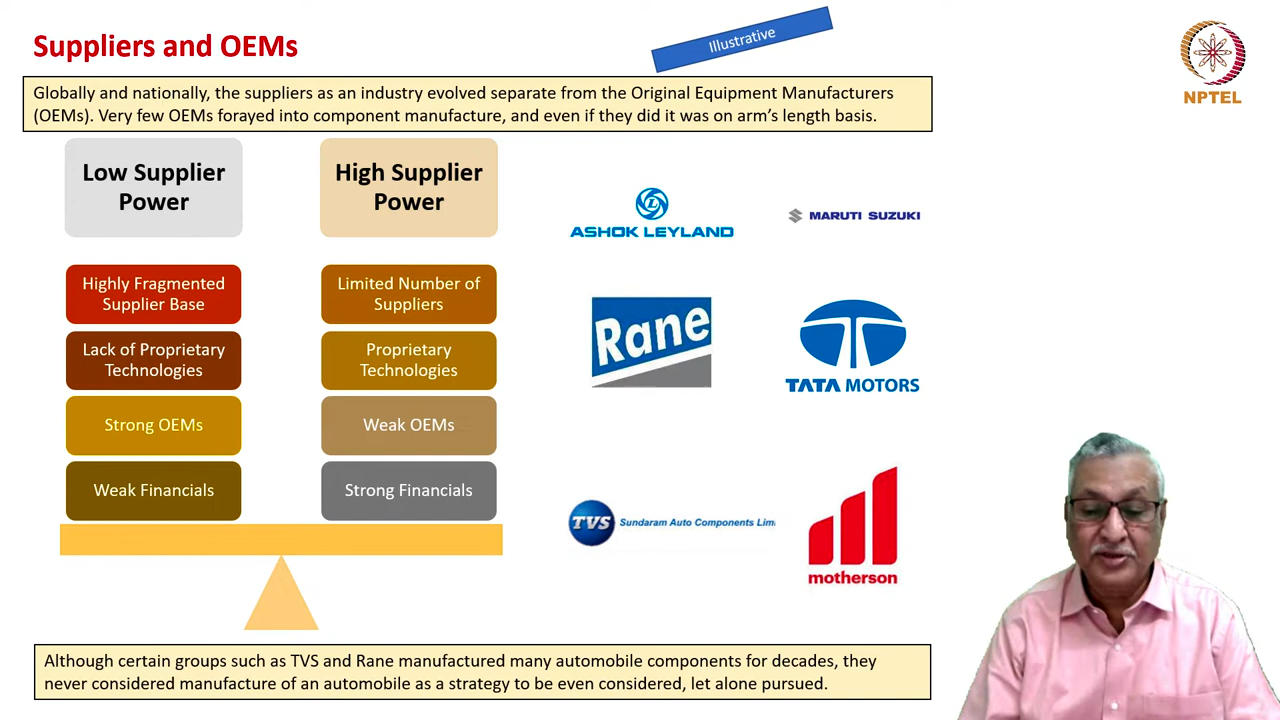 Suppliers and OEMs
Illustrative
NPTEL
Globally and nationally, the suppliers as an industry evolved separate from the Original Equipment Manufacturers
(OEMs). Very few OEMs forayed into component manufacture, and even if they did it was on arm's length basis.
Low Supplier
Power
High Supplier
Power
Highly Fragmented
Supplier Base
Limited Number of
Suppliers
Lack of Proprietary
Technologies
Proprietary
Technologies
Strong OEMs
Weak OEMs
Weak Financials
Strong Financials
ASHOK LEYLAND
MARUTI SUZUKI
Rane
TATA MOTORS
TVS Sundaram Auto Components Lim
motherson
Although certain groups such as TVS and Rane manufactured many automobile components for decades, they
never considered manufacture of an automobile as a strategy to be even considered, let alone pursued.